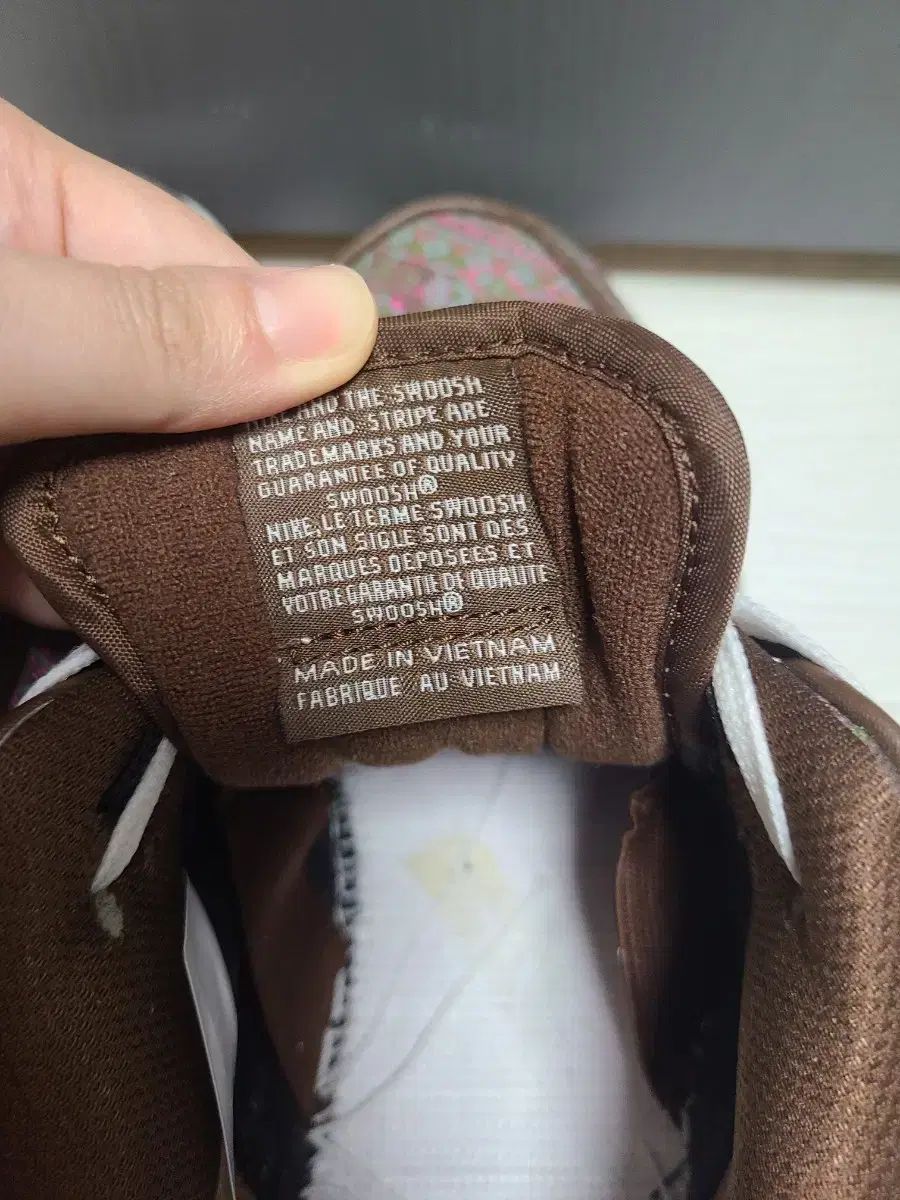 AND THE SWOOSH
NAME AND STRIPE ARE
TRADEMARKS AND YOUR
GUARANTEE OF QUALITY
SWOOSH®
NIKE, LE TERME SWOOSH
ET SON SIGLE SONT DES
MARQUES DEPOSEES ET
VOTRE GARANTIE DE QUALITE
SWOOSH®
MADE IN VIETNAM
FABRIQUE AU VIETNAM